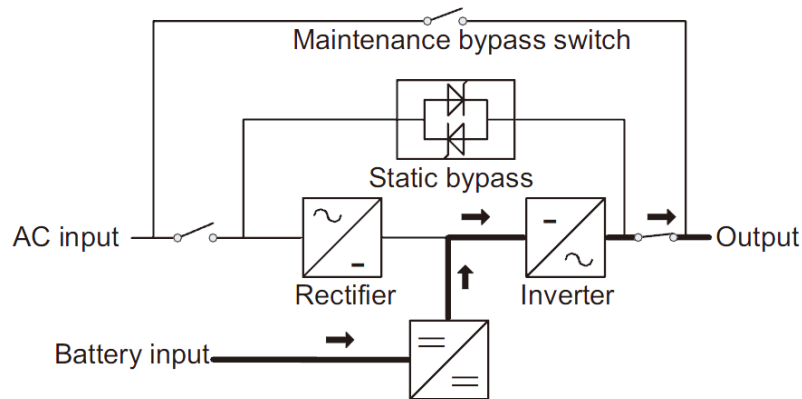 Maintenance bypass switch
Static bypass
AC input
Output
Rectifier
Inverter
Battery input